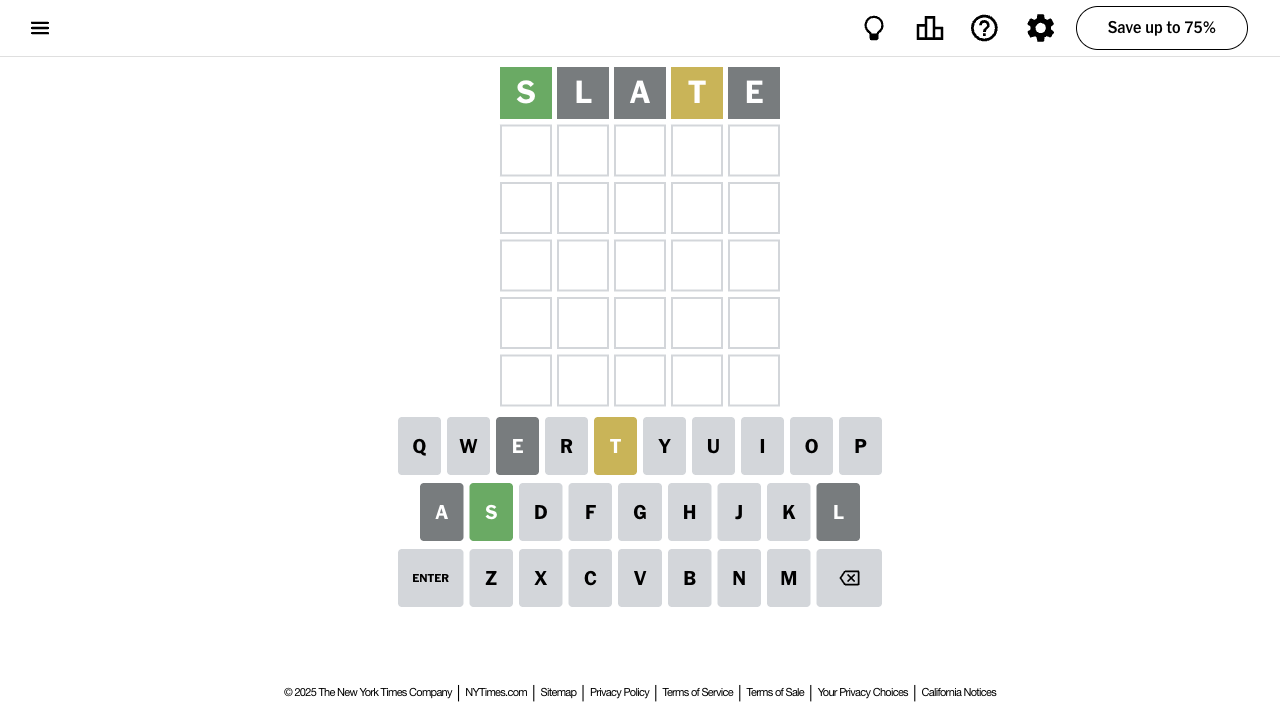 Save up to 75%
S L A T E
Q W E R T Y U I O P
A S D F G H J K L
ENTER Z X C V B N M
© 2025 The New York Times Company | NYTimes.com | Sitemap | Privacy Policy | Terms of Service | Terms of Sale | Your Privacy Choices | California Notices